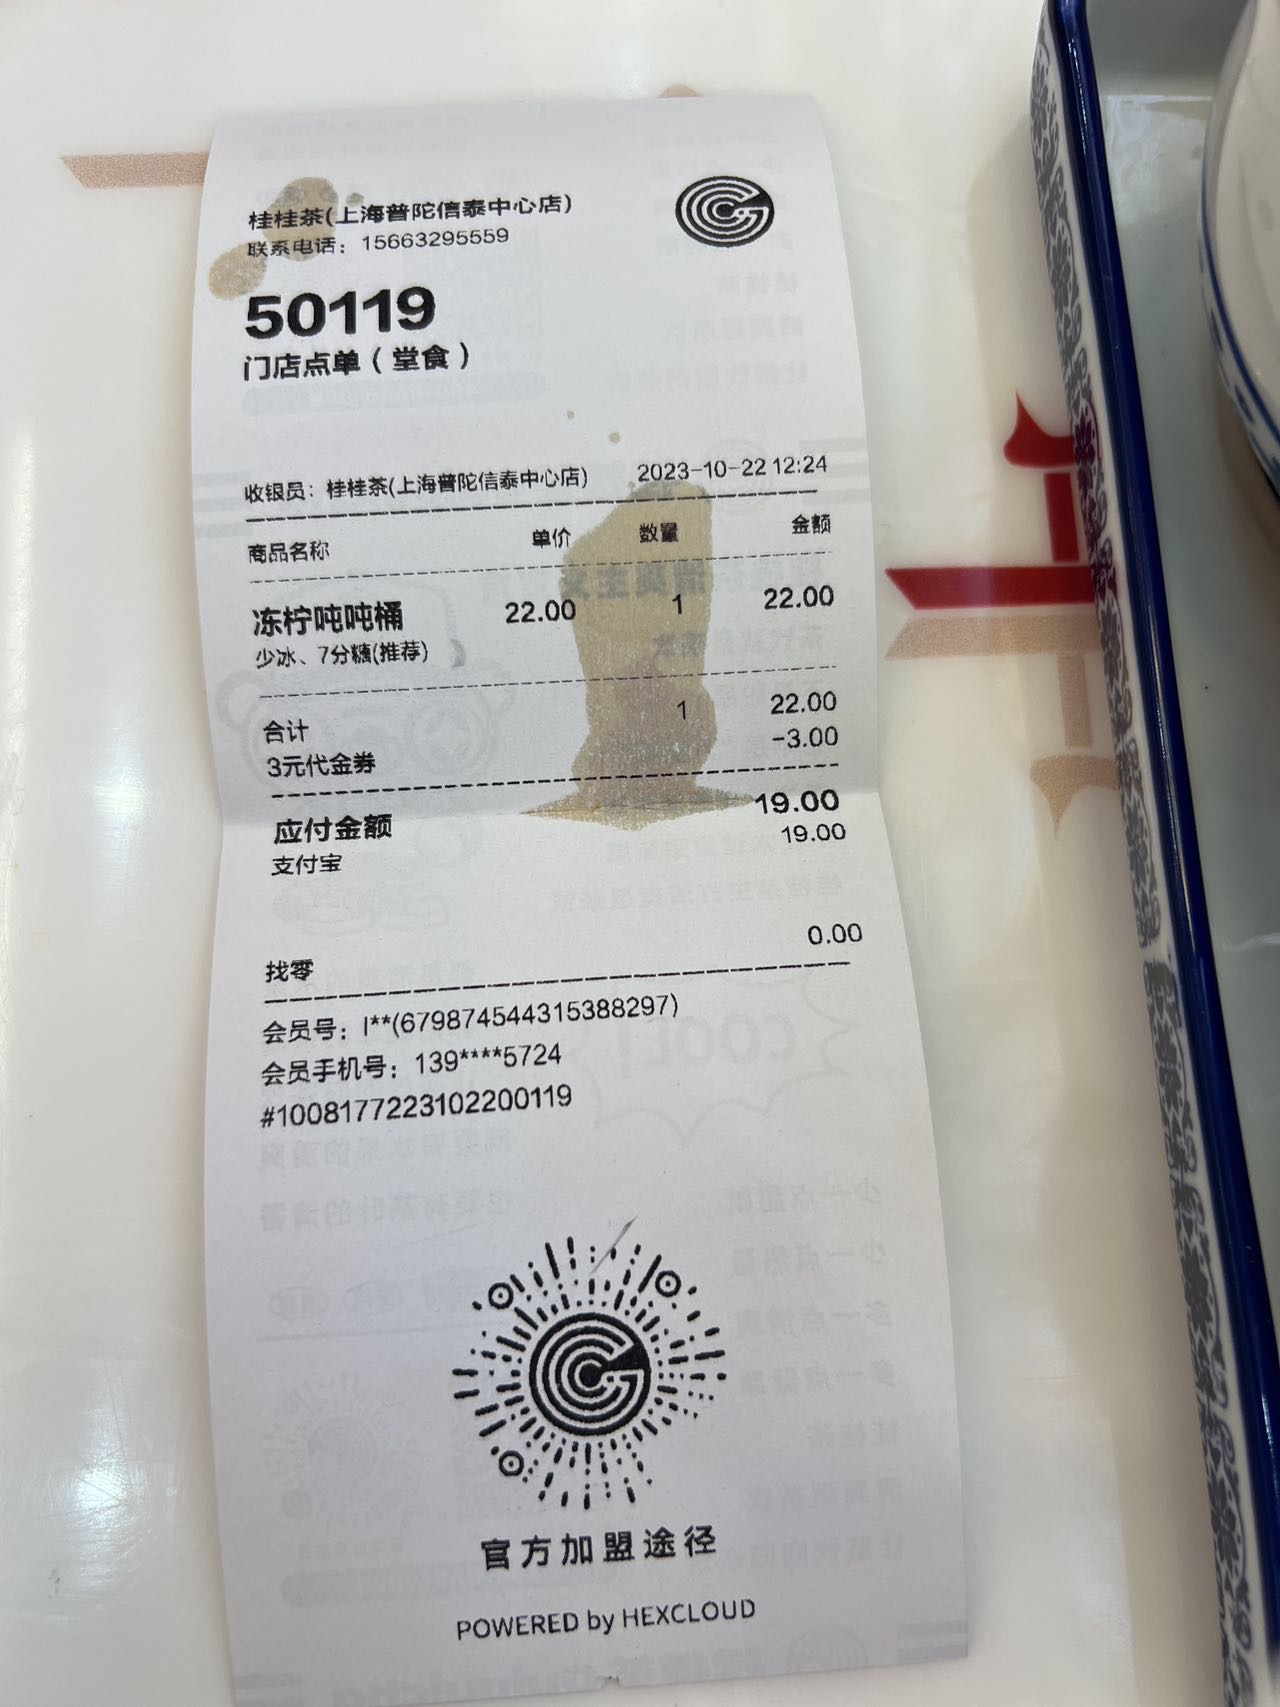 桂桂茶(上海普陀信泰中心店)
联系电话：15663295559
50119
门店点单（堂食）
收银员：桂桂茶(上海普陀信泰中心店) 2023-10-22 12:24
商品名称 单价 数量 金额
冻柠吨吨桶 22.00 1 22.00
少冰、7分糖(推荐)
合计 1 22.00
3元代金券 -3.00
应付金额 19.00
支付宝 19.00
找零 0.00
会员号：l**(679874544315388297)
会员手机号：139****5724
#1008177223102200119
官方加盟途径
POWERED by HEXCLOUD